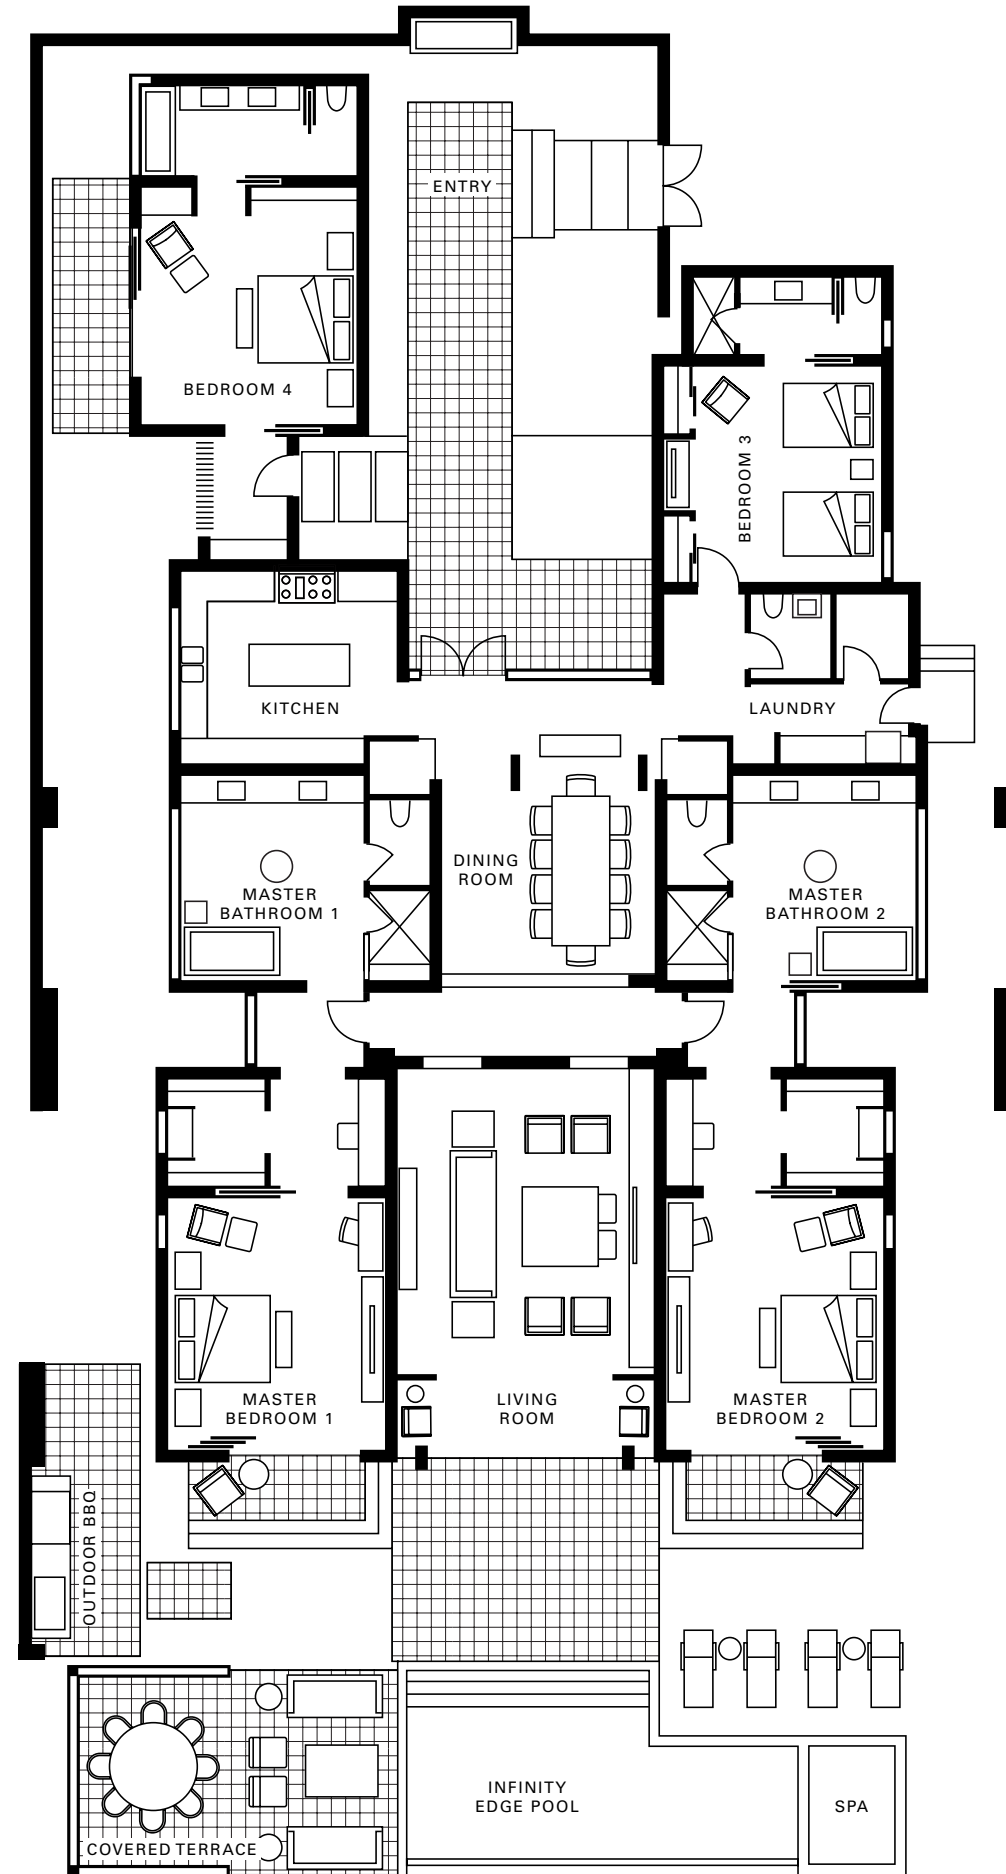 ENTRY
BEDROOM 4
BEDROOM 3
KITCHEN
LAUNDRY
DINING
ROOM
MASTER
BATHROOM 1
MASTER
BATHROOM 2
MASTER
BEDROOM 1
LIVING
ROOM
MASTER
BEDROOM 2
OUTDOOR BBQ
INFINITY
EDGE POOL
SPA
COVERED TERRACE